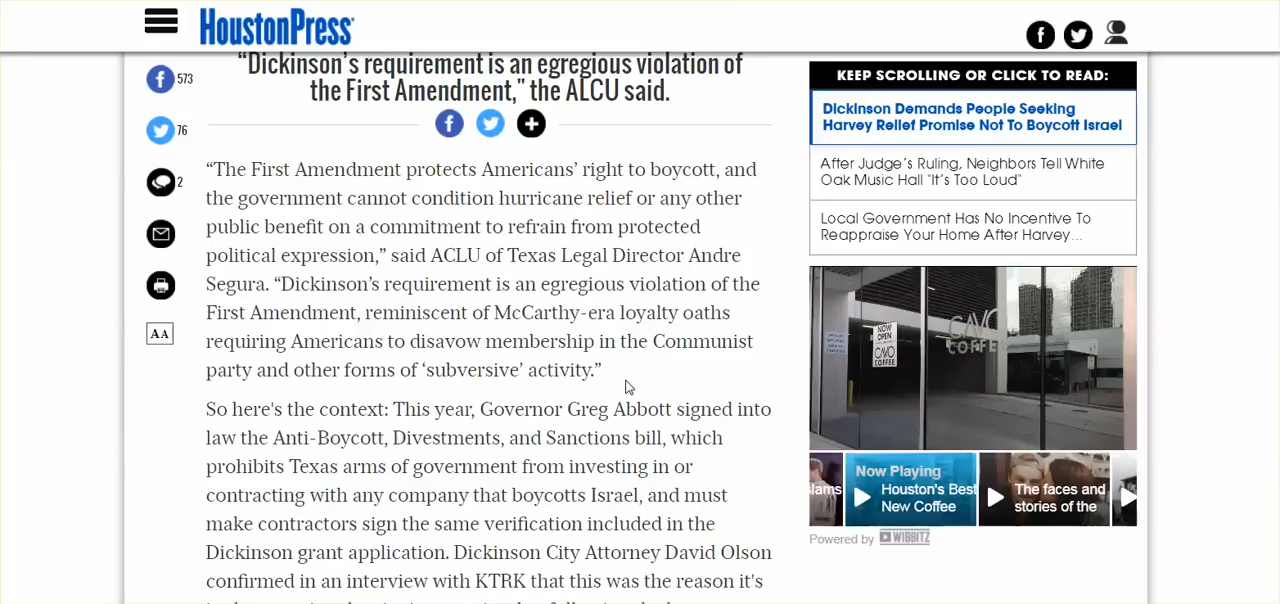 HoustonPress
"Dickinson's requirement is an egregious violation of
the First Amendment," the ALCU said.
573
76
2
AA
"The First Amendment protects Americans' right to boycott, and
the government cannot condition hurricane relief or any other
public benefit on a commitment to refrain from protected
political expression," said ACLU of Texas Legal Director Andre
Segura. "Dickinson's requirement is an egregious violation of the
First Amendment, reminiscent of McCarthy-era loyalty oaths
requiring Americans to disavow membership in the Communist
party and other forms of 'subversive' activity."
So here's the context: This year, Governor Greg Abbott signed into
law the Anti-Boycott, Divestments, and Sanctions bill, which
prohibits Texas arms of government from investing in or
contracting with any company that boycotts Israel, and must
make contractors sign the same verification included in the
Dickinson grant application. Dickinson City Attorney David Olson
confirmed in an interview with KTRK that this was the reason it's
KEEP SCROLLING OR CLICK TO READ:
Dickinson Demands People Seeking
Harvey Relief Promise Not To Boycott Israel
After Judge's Ruling, Neighbors Tell White
Oak Music Hall "It's Too Loud"
Local Government Has No Incentive To
Reappraise Your Home After Harvey...
NOW
OPEN
CAVO
COFFEE
CAVO
COFFEE
slams
Now Playing
Houston's Best
New Coffee
The faces and
stories of the
Powered by WIBBITZ